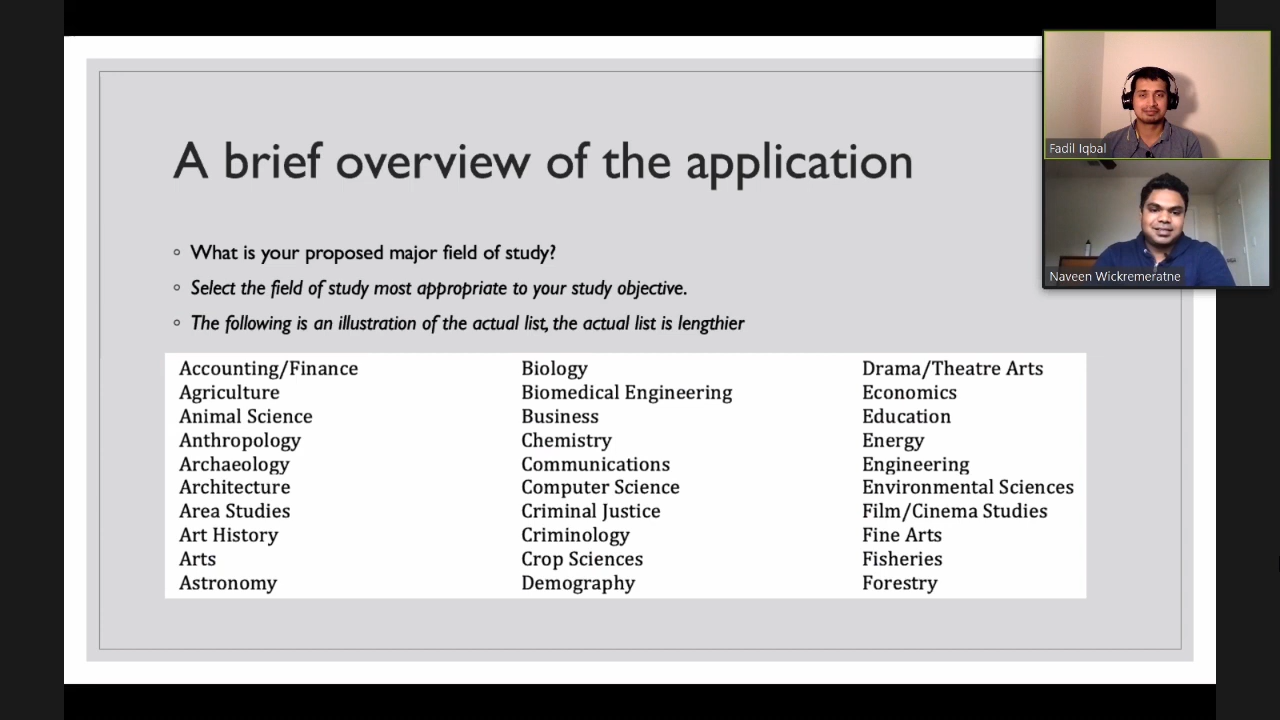 A brief overview of the application
What is your proposed major field of study?
Select the field of study most appropriate to your study objective.
The following is an illustration of the actual list, the actual list is lengthier
Accounting/Finance
Agriculture
Animal Science
Anthropology
Archaeology
Architecture
Area Studies
Art History
Arts
Astronomy
Biology
Biomedical Engineering
Business
Chemistry
Communications
Computer Science
Criminal Justice
Criminology
Crop Sciences
Demography
Drama/Theatre Arts
Economics
Education
Energy
Engineering
Environmental Sciences
Film/Cinema Studies
Fine Arts
Fisheries
Forestry
Fadil Iqbal
Naveen Wickremeratne